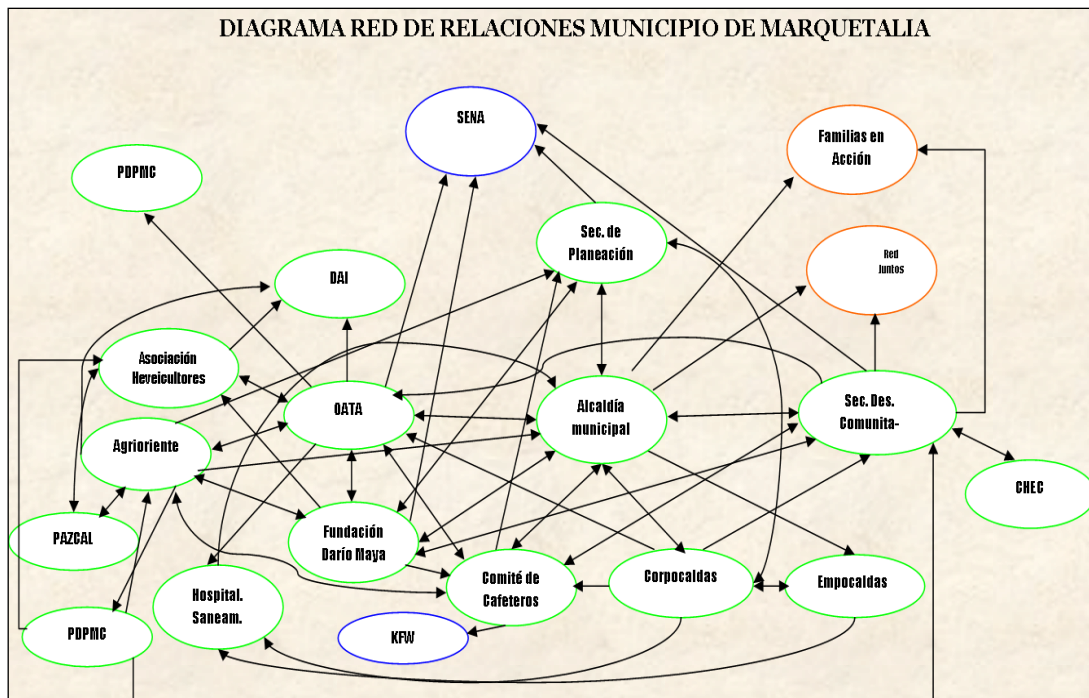 DIAGRAMA RED DE RELACIONES MUNICIPIO DE MARQUETALIA
SENA
Familias en
Acción
PDPMC
Sec. de
Planeación
Red
Juntos
DAI
Asociación
Heveicultores
OATA
Alcaldía
municipal
Sec. Des.
Comunita-
Agrioriente
CHEC
PAZCAL
Fundación
Darío Maya
Comité de
Cafeteros
Corpocaldas
Empocaldas
Hospital.
Saneam.
PDPMC
KFW